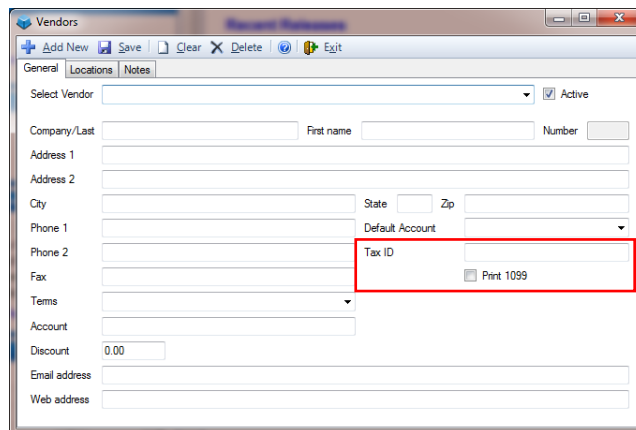 Recent Releases
Vendors
Add New Save Clear Delete Exit
General Locations Notes
Select Vendor Active
Company/Last First name Number
Address 1
Address 2
City State Zip
Phone 1 Default Account
Phone 2 Tax ID
Fax Print 1099
Terms
Account
Discount 0.00
Email address
Web address